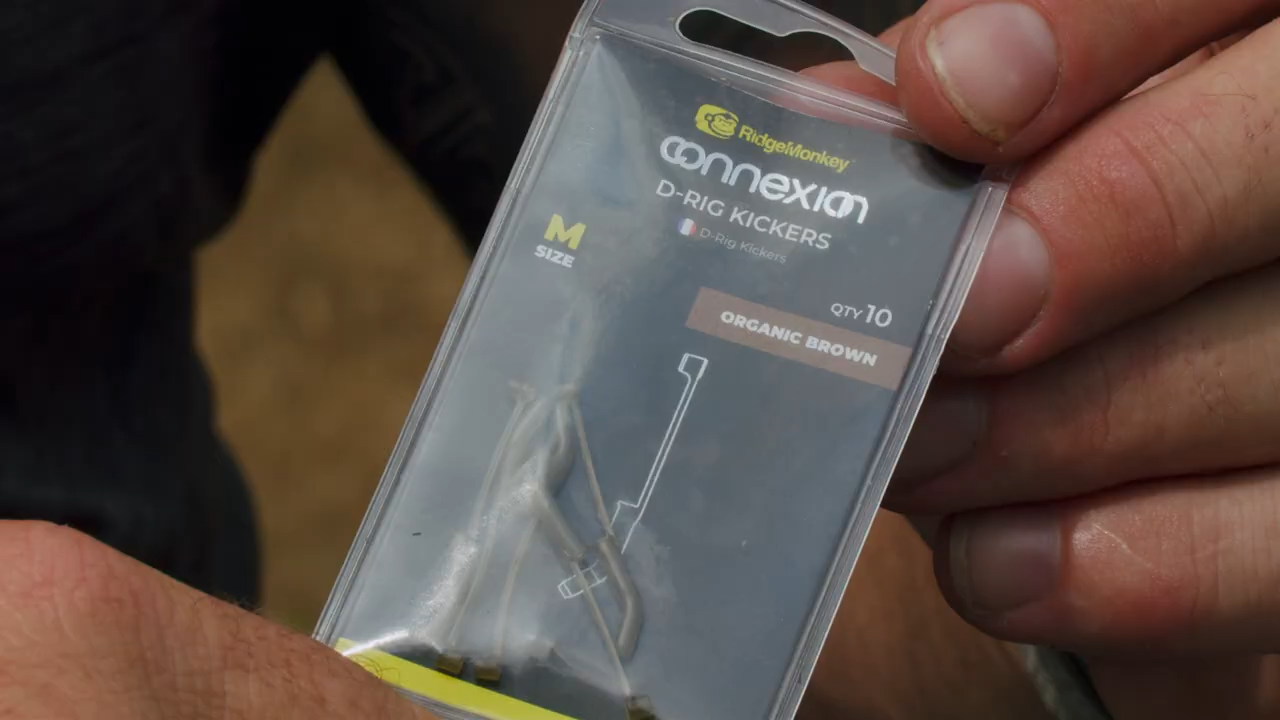 RidgeMonkey
connexion
D-RIG KICKERS
D-Rig Kickers
M
SIZE
QTY 10
ORGANIC BROWN